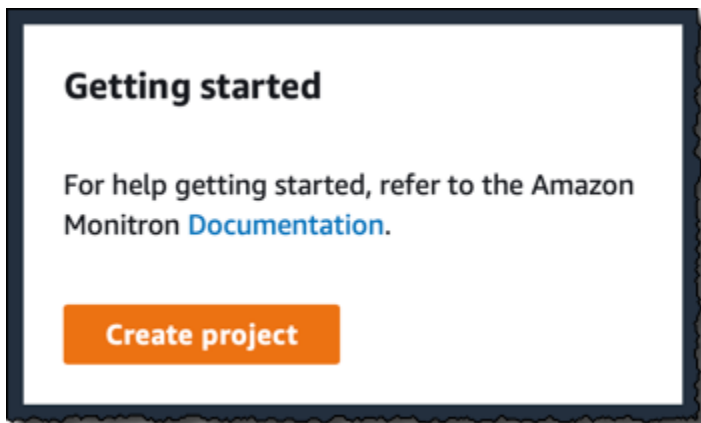 Getting started
For help getting started, refer to the Amazon
Monitron Documentation.
Create project